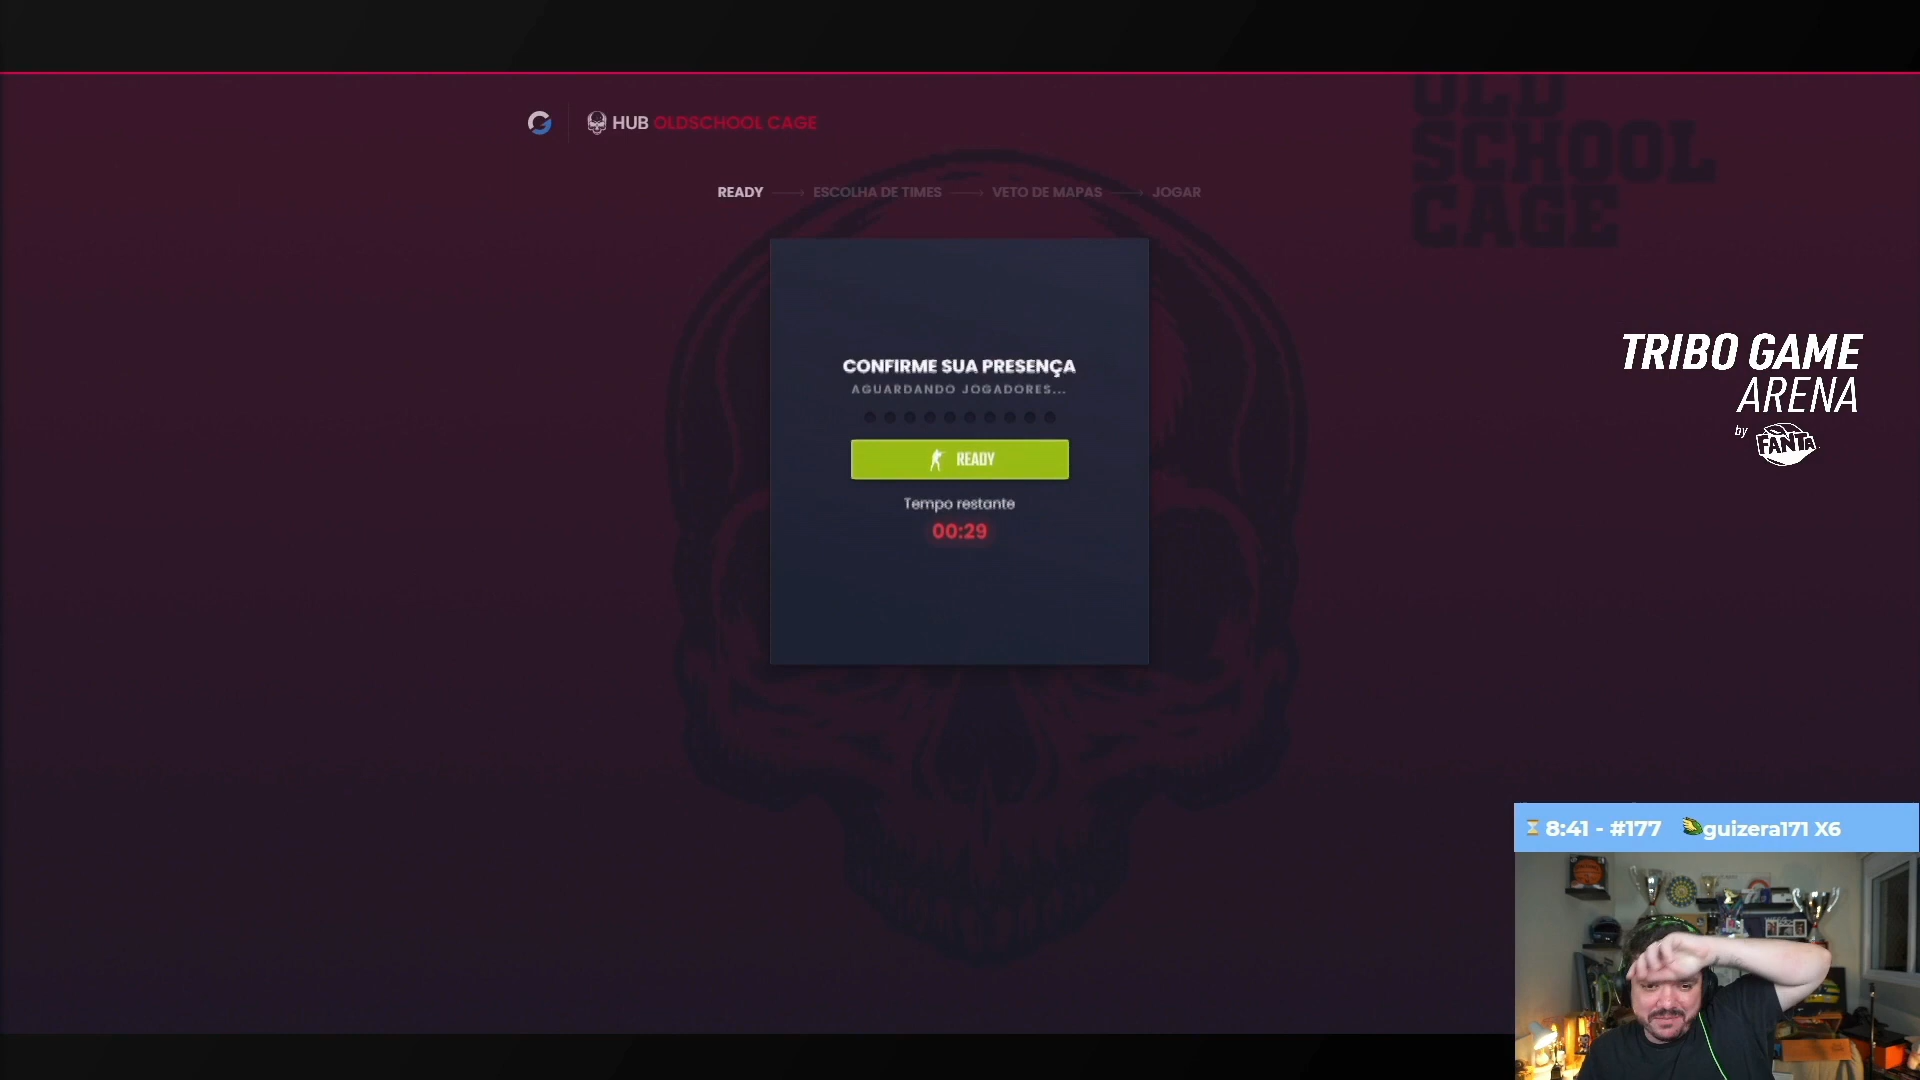 HUB OLDSCHOOL CAGE
OLD
SCHOOL
CAGE
READY
ESCOLHA DE TIMES
VETO DE MAPAS
JOGAR
CONFIRME SUA PRESENÇA
AGUARDANDO JOGADORES...
READY
Tempo restante
00:29
TRIBO GAME
ARENA
by FANTA
8:41 - #177 guizera171 X6